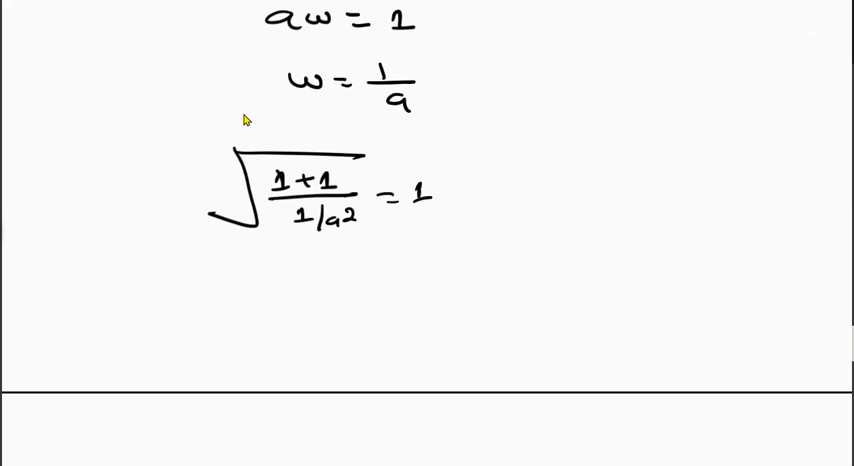 aω = 1
ω = 1/a
√((1+1)/(1/a²)) = 1